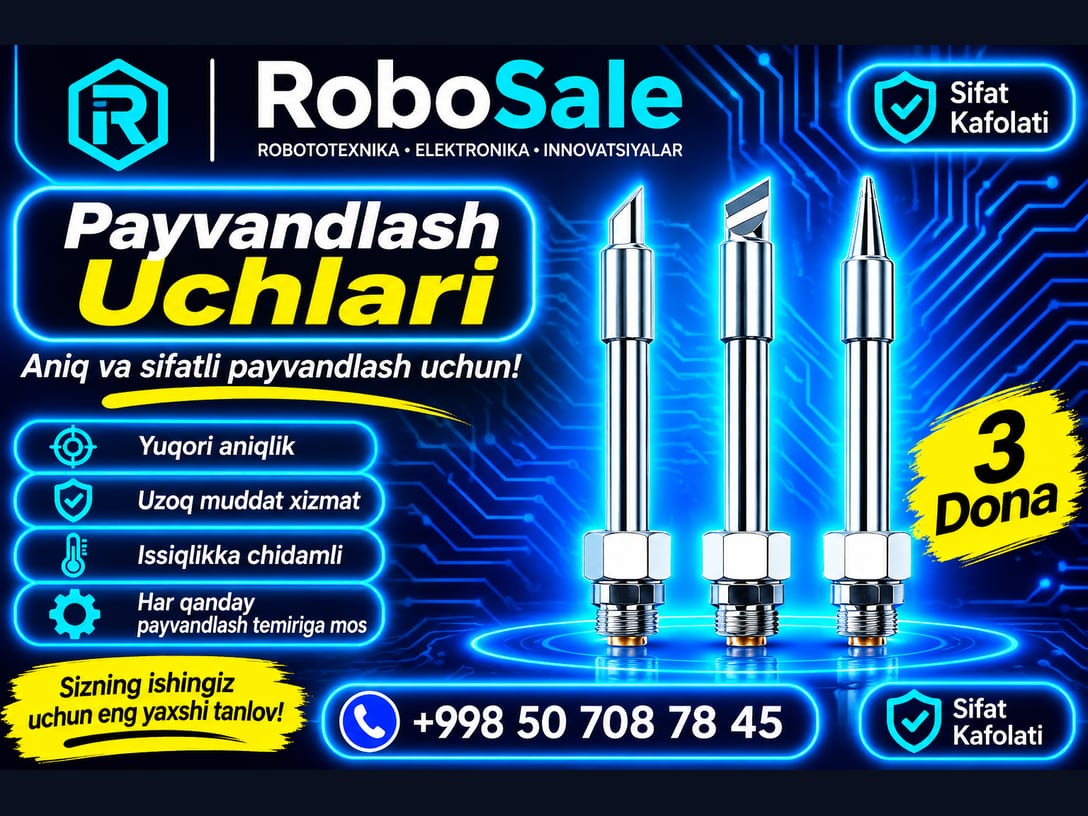 iR
RoboSale
ROBOTOTEXNIKA • ELEKTRONIKA • INNOVATSIYALAR
Sifat
Kafolati
Payvandlash
Uchlari
Aniq va sifatli payvandlash uchun!
Yuqori aniqlik
Uzoq muddat xizmat
Issiqlikka chidamli
Har qanday
payvandlash temiriga mos
3
Dona
Sizning ishingiz
uchun eng yaxshi tanlov!
+998 50 708 78 45
Sifat
Kafolati